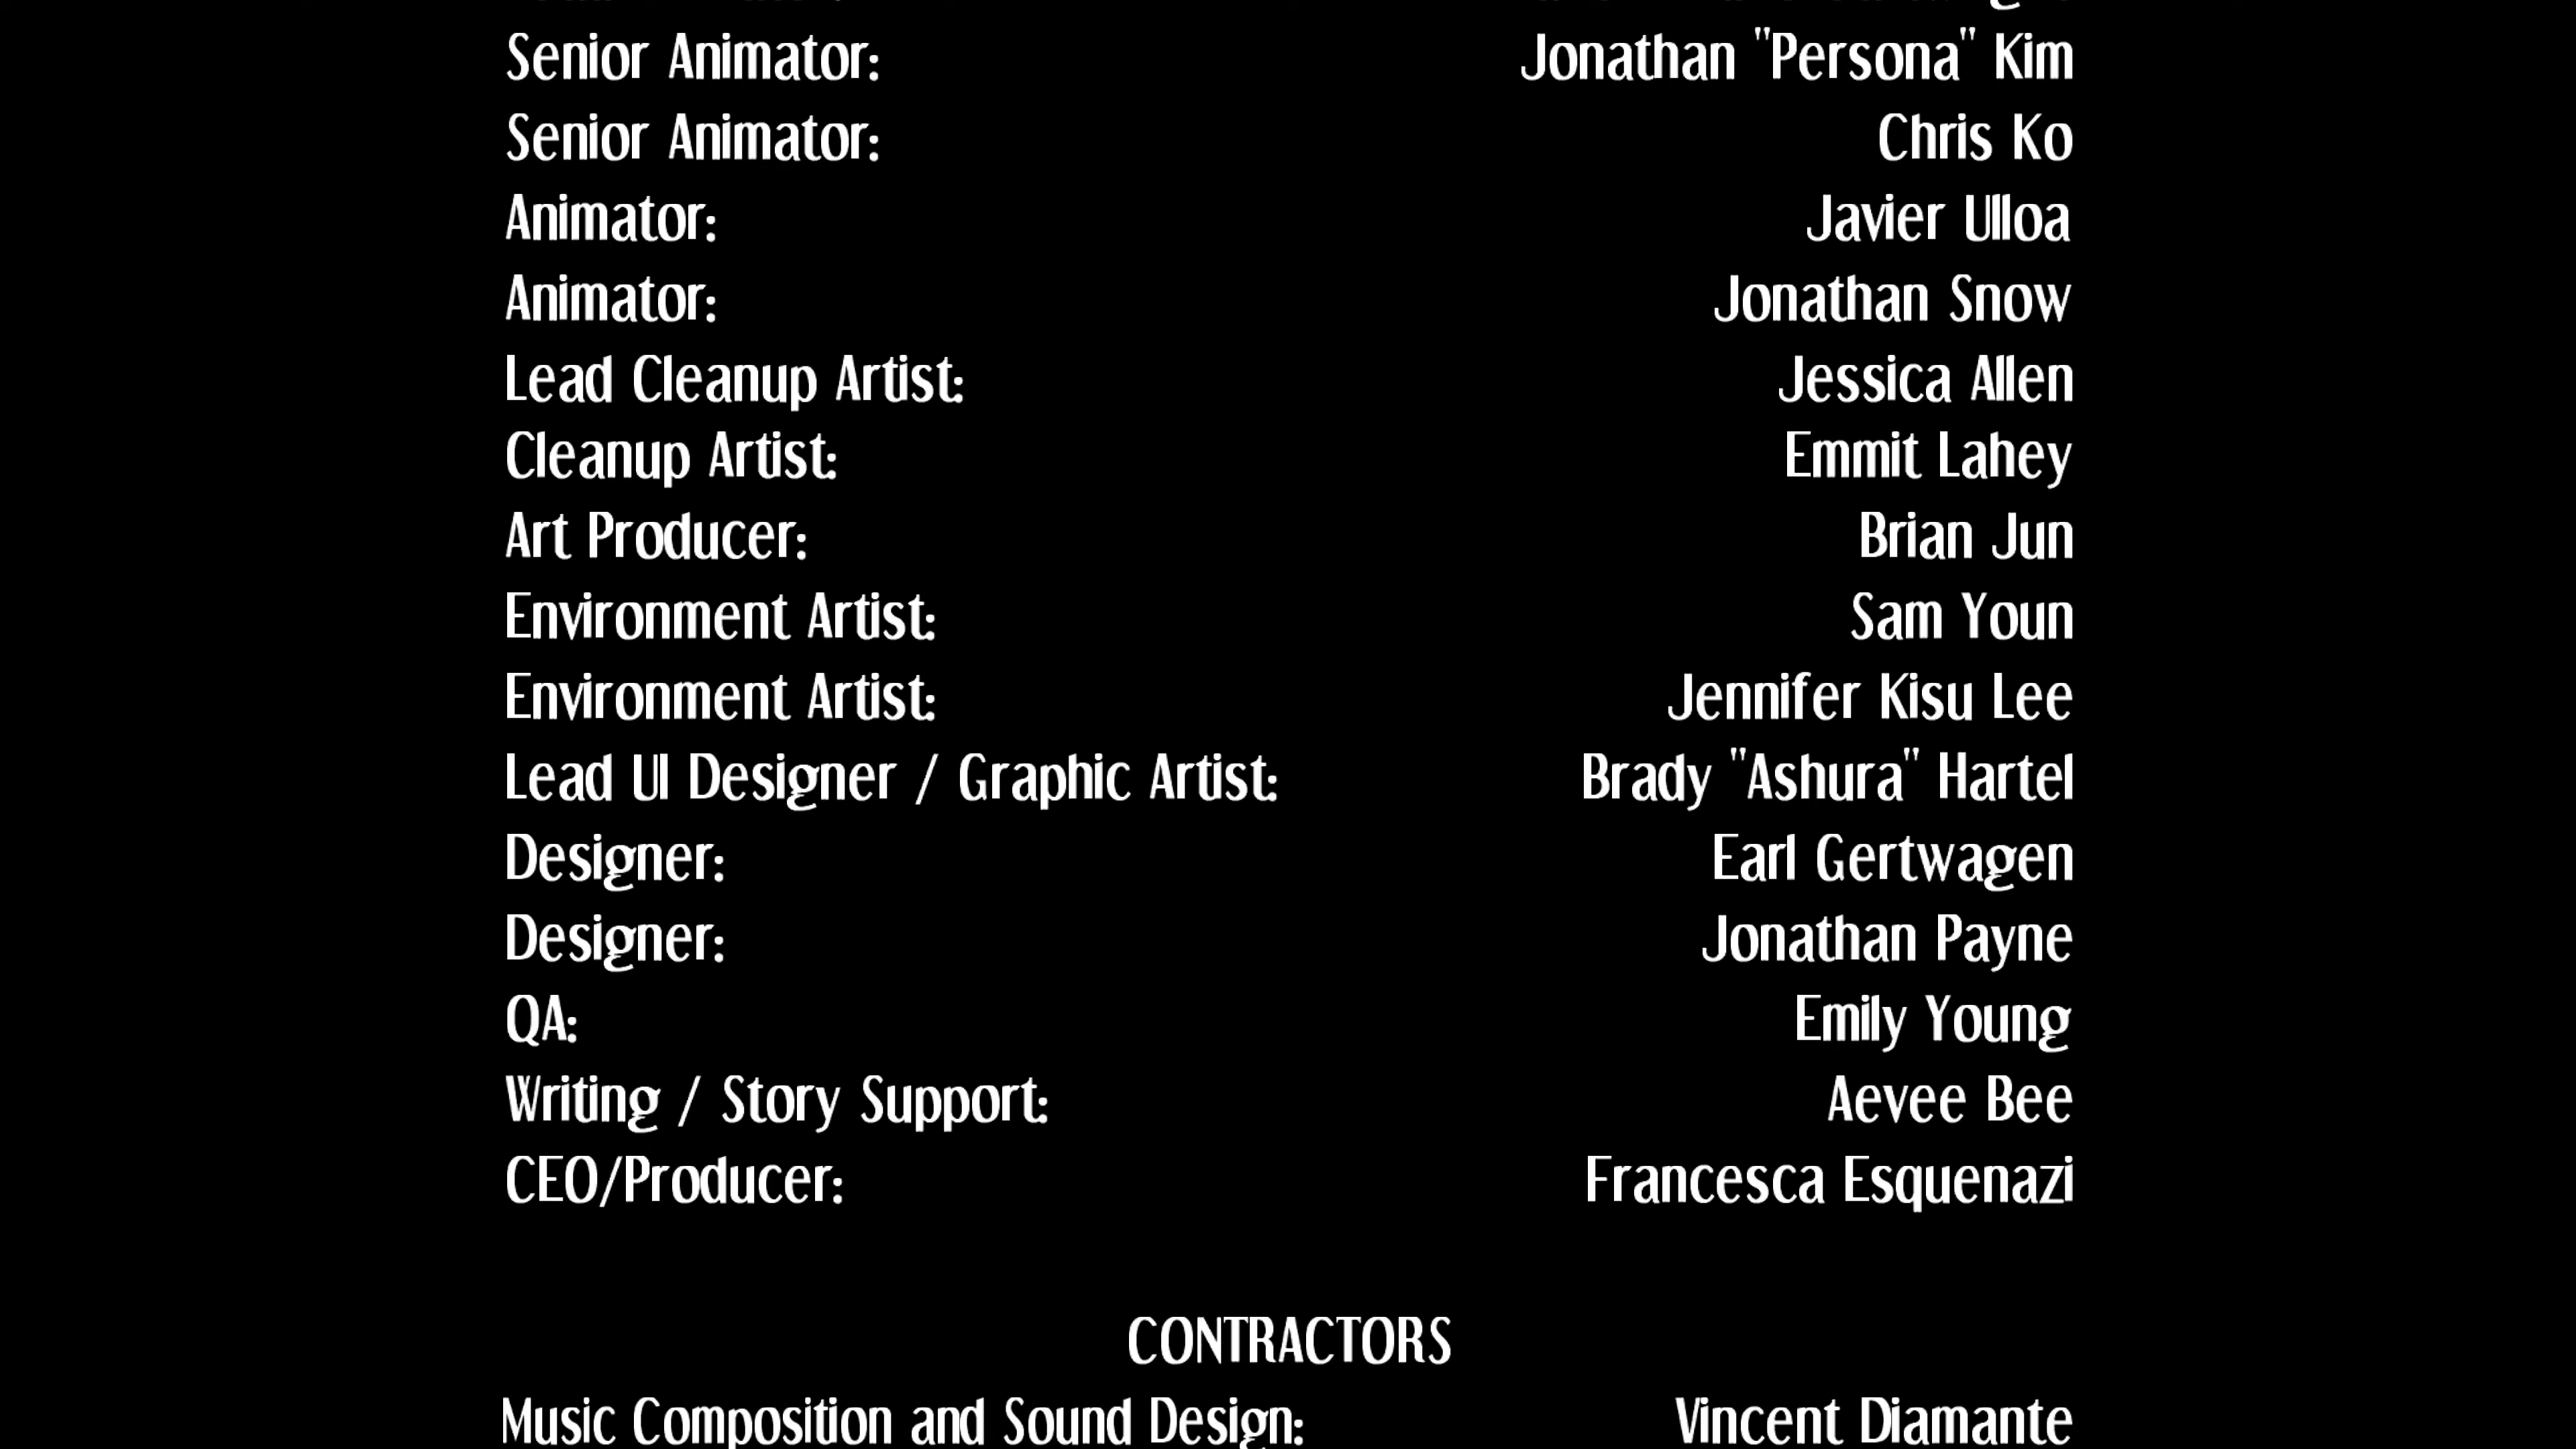 Senior Animator: Jonathan "Persona" Kim
Senior Animator: Chris Ko
Animator: Javier Ulloa
Animator: Jonathan Snow
Lead Cleanup Artist: Jessica Allen
Cleanup Artist: Emmit Lahey
Art Producer: Brian Jun
Environment Artist: Sam Youn
Environment Artist: Jennifer Kisu Lee
Lead UI Designer / Graphic Artist: Brady "Ashura" Hartel
Designer: Earl Gertwagen
Designer: Jonathan Payne
QA: Emily Young
Writing / Story Support: Aevee Bee
CEO/Producer: Francesca Esquenazi
CONTRACTORS
Music Composition and Sound Design: Vincent Diamante